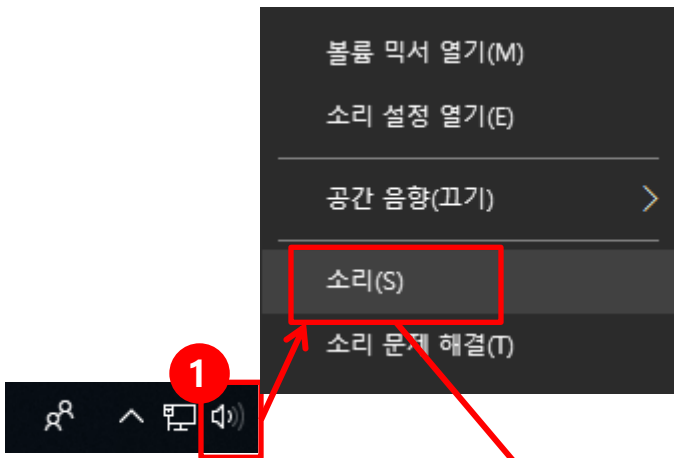 볼륨 믹서 열기(M)
소리 설정 열기(E)
공간 음향(끄기)
소리(S)
소리 문제 해결(T)
1